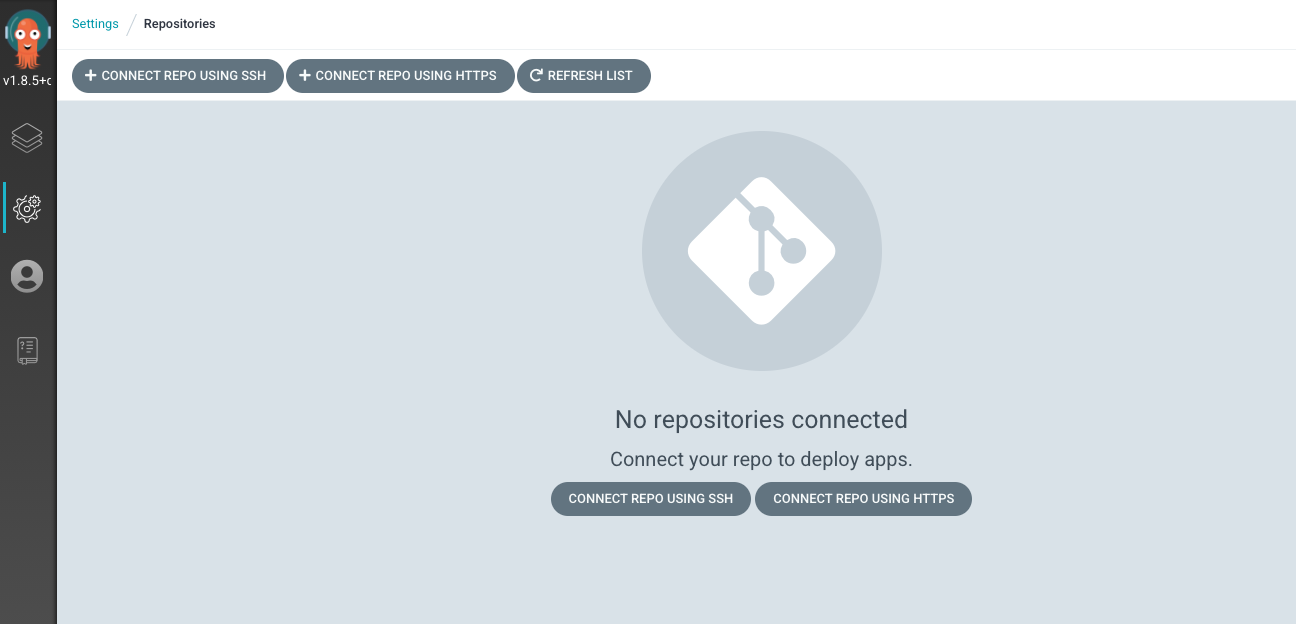 Settings / Repositories
v1.8.5+
CONNECT REPO USING SSH CONNECT REPO USING HTTPS REFRESH LIST
No repositories connected
Connect your repo to deploy apps.
CONNECT REPO USING SSH CONNECT REPO USING HTTPS